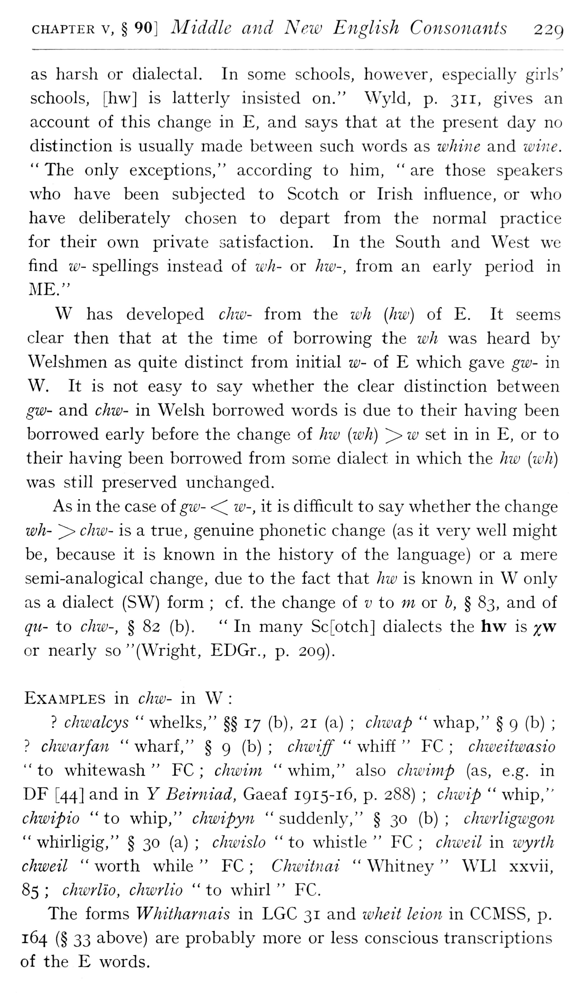 CHAPTER V, § 90] Middle and New English Consonants 229
as harsh or dialectal. In some schools, however, especially girls’
schools, [hw] is latterly insisted on.” Wyld, p. 311, gives an
account of this change in E, and says that at the present day no
distinction is usually made between such words as whine and wine.
“ The only exceptions,” according to him, “ are those speakers
who have been subjected to Scotch or Irish influence, or who
have deliberately chosen to depart from the normal practice
for their own private satisfaction. In the South and West we
find w- spellings instead of wh- or hw-, from an early period in
ME.”
W has developed chw- from the wh (hw) of E. It seems
clear then that at the time of borrowing the wh was heard by
Welshmen as quite distinct from initial w- of E which gave gw- in
W. It is not easy to say whether the clear distinction between
gw- and chw- in Welsh borrowed words is due to their having been
borrowed early before the change of hw (wh) > w set in in E, or to
their having been borrowed from some dialect in which the hw (wh)
was still preserved unchanged.
As in the case of gw- < w-, it is difficult to say whether the change
wh- > chw- is a true, genuine phonetic change (as it very well might
be, because it is known in the history of the language) or a mere
semi-analogical change, due to the fact that hw is known in W only
as a dialect (SW) form ; cf. the change of v to m or b, § 83, and of
qu- to chw-, § 82 (b). “ In many Sc[otch] dialects the hw is χw
or nearly so ”(Wright, EDGr., p. 209).
EXAMPLES in chw- in W :
? chwalcys “ whelks,” §§ 17 (b), 21 (a) ; chwap “ whap,” § 9 (b) ;
? chwarfan “ wharf,” § 9 (b) ; chwiff “ whiff ” FC ; chweitwasio
“ to whitewash ” FC ; chwim “ whim,” also chwimp (as, e.g. in
DF [44] and in Y Beirniad, Gaeaf 1915-16, p. 288) ; chwip “ whip,”
chwipio “ to whip,” chwipyn “ suddenly,” § 30 (b) ; chwrligwgon
“ whirligig,” § 30 (a) ; chwislo “ to whistle ” FC ; chweil in wyrth
chweil “ worth while ” FC ; Chwitnai “ Whitney ” WLl xxvii,
85 ; chwrlïo, chwrlio “ to whirl ” FC.
The forms Whitharnais in LGC 31 and wheit leion in CCMSS, p.
164 (§ 33 above) are probably more or less conscious transcriptions
of the E words.